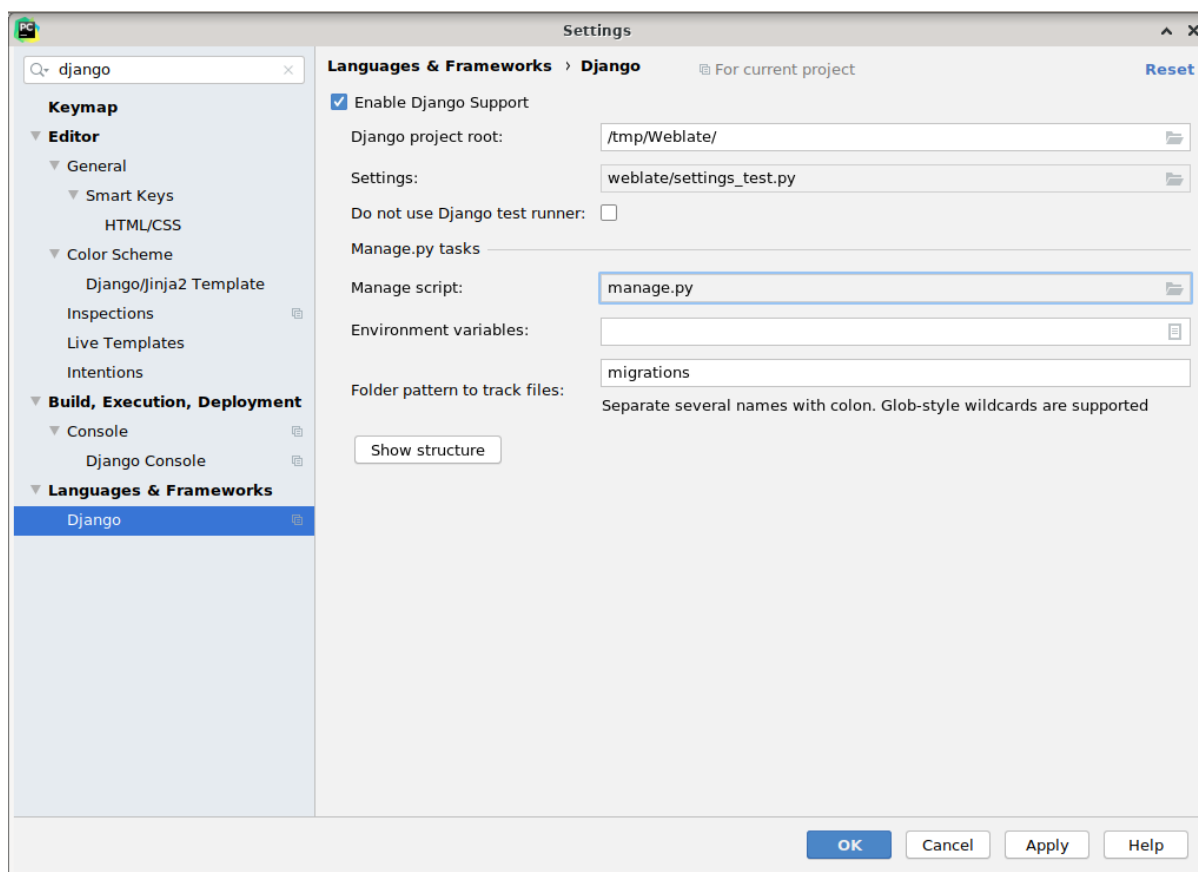 PC
Settings
django
Languages & Frameworks › Django
For current project
Reset
Keymap
Editor
General
Smart Keys
HTML/CSS
Color Scheme
Django/Jinja2 Template
Inspections
Live Templates
Intentions
Build, Execution, Deployment
Console
Django Console
Languages & Frameworks
Django
Enable Django Support
Django project root:
/tmp/Weblate/
Settings:
weblate/settings_test.py
Do not use Django test runner:
Manage.py tasks
Manage script:
manage.py
Environment variables:
Folder pattern to track files:
migrations
Separate several names with colon. Glob-style wildcards are supported
Show structure
OK
Cancel
Apply
Help